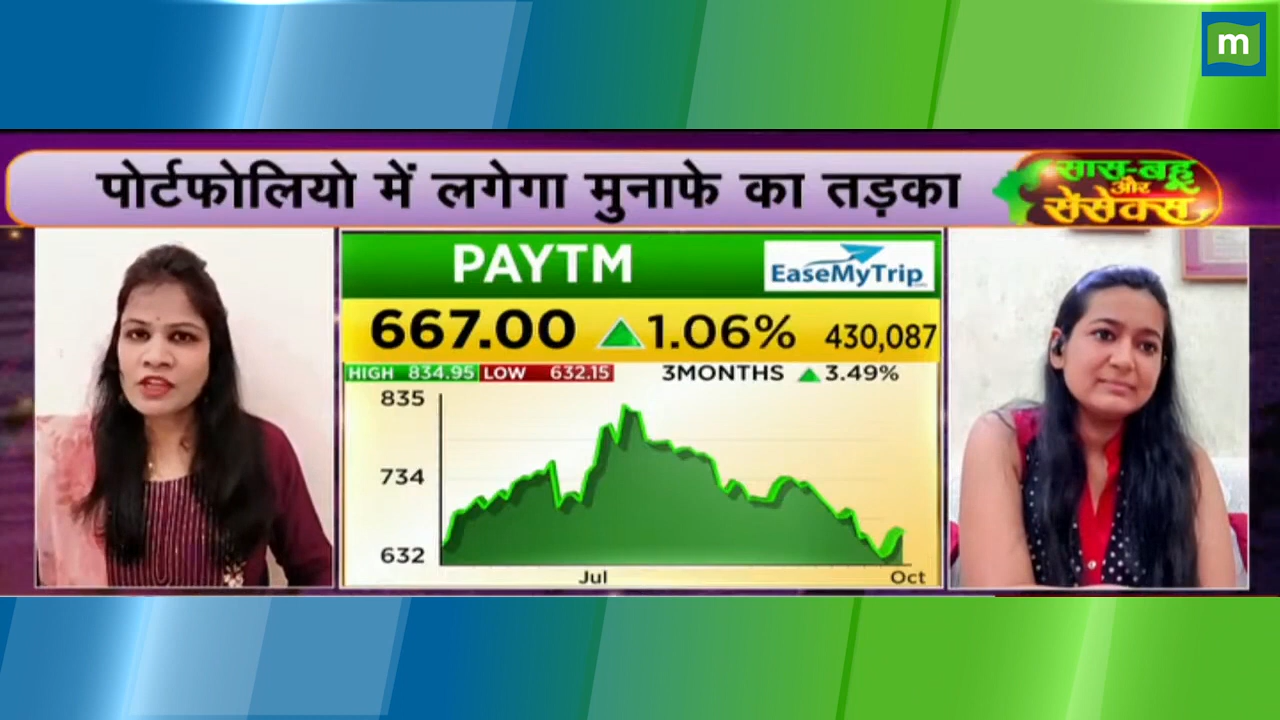 m
पोर्टफोलियो में लगेगा मुनाफे का तड़का
सास-बहू
और
सेंसेक्स
PAYTM
EaseMyTrip.com
667.00 1.06% 430,087
HIGH 834.95 LOW 632.15 3MONTHS 3.49%
835
734
632
Jul Oct